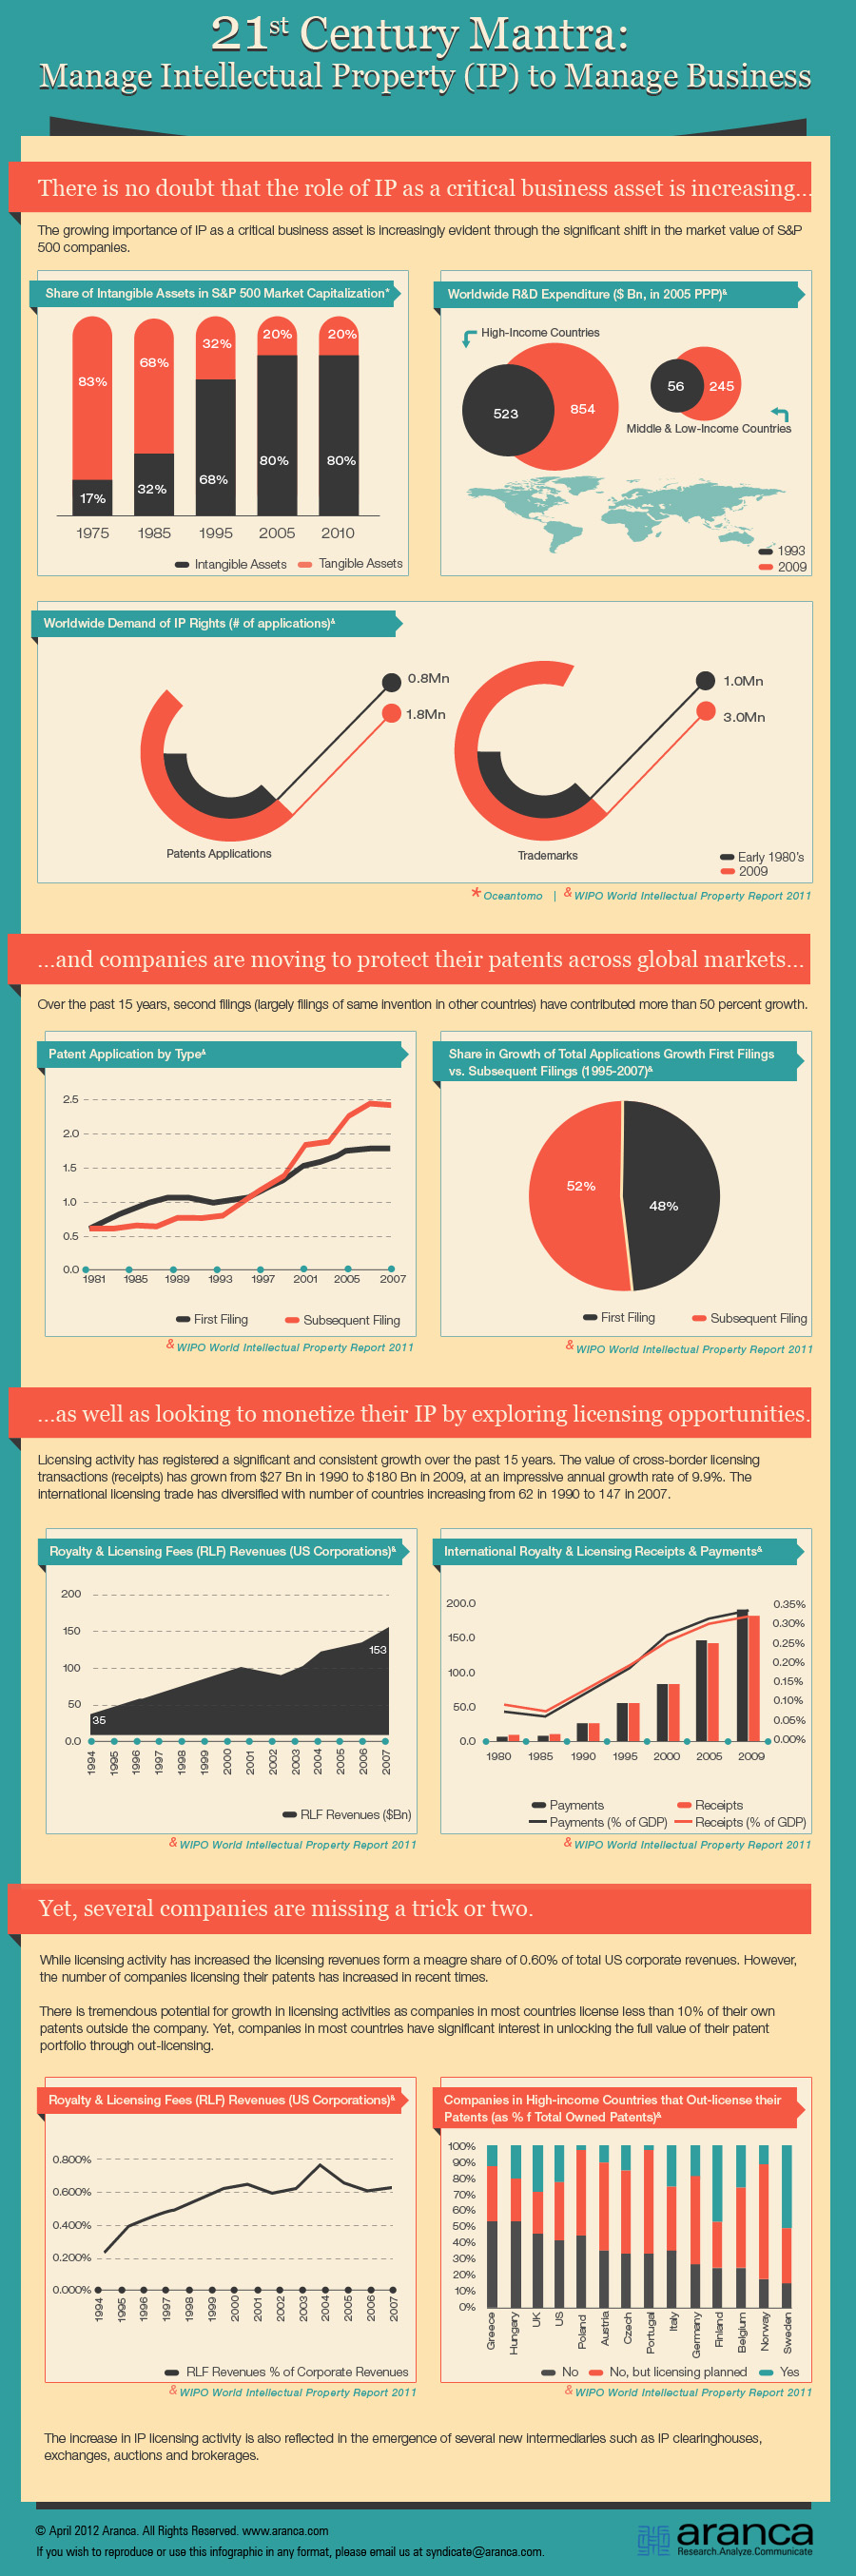 21st Century Mantra:
Manage Intellectual Property (IP) to Manage Business
There is no doubt that the role of IP as a critical business asset is increasing...
The growing importance of IP as a critical business asset is increasingly evident through the significant shift in the market value of S&P
500 companies.
Share of Intangible Assets in S&P 500 Market Capitalization*
83%
68%
32%
20%
20%
17%
32%
68%
80%
80%
1975 1985 1995 2005 2010
Intangible Assets Tangible Assets
Worldwide R&D Expenditure ($ Bn, in 2005 PPP)&
High-Income Countries
523 854
56 245
Middle & Low-Income Countries
1993
2009
Worldwide Demand of IP Rights (# of applications)&
0.8Mn
1.8Mn
Patents Applications
1.0Mn
3.0Mn
Trademarks
Early 1980's
2009
* Oceantomo | & WIPO World Intellectual Property Report 2011
...and companies are moving to protect their patents across global markets...
Over the past 15 years, second filings (largely filings of same invention in other countries) have contributed more than 50 percent growth.
Patent Application by Type&
2.5
2.0
1.5
1.0
0.5
0.0
1981 1985 1989 1993 1997 2001 2005 2007
First Filing Subsequent Filing
& WIPO World Intellectual Property Report 2011
Share in Growth of Total Applications Growth First Filings
vs. Subsequent Filings (1995-2007)&
52%
48%
First Filing Subsequent Filing
& WIPO World Intellectual Property Report 2011
...as well as looking to monetize their IP by exploring licensing opportunities.
Licensing activity has registered a significant and consistent growth over the past 15 years. The value of cross-border licensing
transactions (receipts) has grown from $27 Bn in 1990 to $180 Bn in 2009, at an impressive annual growth rate of 9.9%. The
international licensing trade has diversified with number of countries increasing from 62 in 1990 to 147 in 2007.
Royalty & Licensing Fees (RLF) Revenues (US Corporations)&
200
150
100
50
0.0
35
153
1994 1995 1996 1997 1998 1999 2000 2001 2002 2003 2004 2005 2006 2007
RLF Revenues ($Bn)
& WIPO World Intellectual Property Report 2011
International Royalty & Licensing Receipts & Payments&
200.0
150.0
100.0
50.0
0.0
0.35%
0.30%
0.25%
0.20%
0.15%
0.10%
0.05%
0.00%
1980 1985 1990 1995 2000 2005 2009
Payments Receipts
Payments (% of GDP) Receipts (% of GDP)
& WIPO World Intellectual Property Report 2011
Yet, several companies are missing a trick or two.
While licensing activity has increased the licensing revenues form a meagre share of 0.60% of total US corporate revenues. However,
the number of companies licensing their patents has increased in recent times.
There is tremendous potential for growth in licensing activities as companies in most countries license less than 10% of their own
patents outside the company. Yet, companies in most countries have significant interest in unlocking the full value of their patent
portfolio through out-licensing.
Royalty & Licensing Fees (RLF) Revenues (US Corporations)&
0.800%
0.600%
0.400%
0.200%
0.000%
1994 1995 1996 1997 1998 1999 2000 2001 2002 2003 2004 2005 2006 2007
RLF Revenues % of Corporate Revenues
& WIPO World Intellectual Property Report 2011
Companies in High-income Countries that Out-license their
Patents (as % f Total Owned Patents)&
100%
90%
80%
70%
60%
50%
40%
30%
20%
10%
0%
Greece Hungary UK US Poland Austria Czech Portugal Italy Germany Finland Belgium Norway Sweden
No No, but licensing planned Yes
& WIPO World Intellectual Property Report 2011
The increase in IP licensing activity is also reflected in the emergence of several new intermediaries such as IP clearinghouses,
exchanges, auctions and brokerages.
© April 2012 Aranca. All Rights Reserved. www.aranca.com
If you wish to reproduce or use this infographic in any format, please email us at syndicate@aranca.com.
aranca
Research.Analyze.Communicate